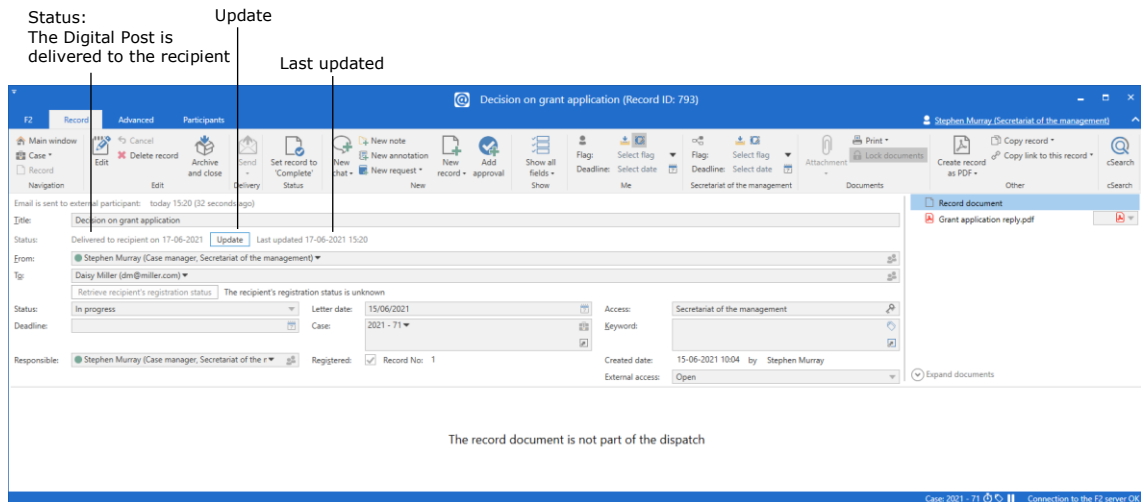 Status:
The Digital Post is
delivered to the recipient
Update
Last updated
Decision on grant application (Record ID: 793)
F2 Record Advanced Participants
Stephen Murray (Secretariat of the management)
Main window
Case
Record
Navigation
Edit
Cancel
Delete record
Archive
and close
Edit
Send
Delivery
Set record to
'Complete'
Status
New
chat
New note
New annotation
New request
New
record
Add
approval
New
Show all
fields
Show
Flag: Select flag
Deadline: Select date
Me
Flag: Select flag
Deadline: Select date
Secretariat of the management
Attachment
Print
Lock documents
Documents
Create record
as PDF
Copy record
Copy link to this record
Other
cSearch
cSearch
Email is sent to external participant: today 15:20 (32 seconds ago)
Title: Decision on grant application
Status: Delivered to recipient on 17-06-2021 Update Last updated 17-06-2021 15:20
From: Stephen Murray (Case manager, Secretariat of the management)
To: Daisy Miller (dm@miller.com)
Retrieve recipient's registration status The recipient's registration status is unknown
Status: In progress Letter date: 15/06/2021 Access: Secretariat of the management
Deadline: Case: 2021 - 71 Keyword:
Responsible: Stephen Murray (Case manager, Secretariat of the r Registered: Record No: 1 Created date: 15-06-2021 10:04 by Stephen Murray
External access: Open
Record document
Grant application reply.pdf
Expand documents
The record document is not part of the dispatch
Case: 2021 - 71 Connection to the F2 server OK